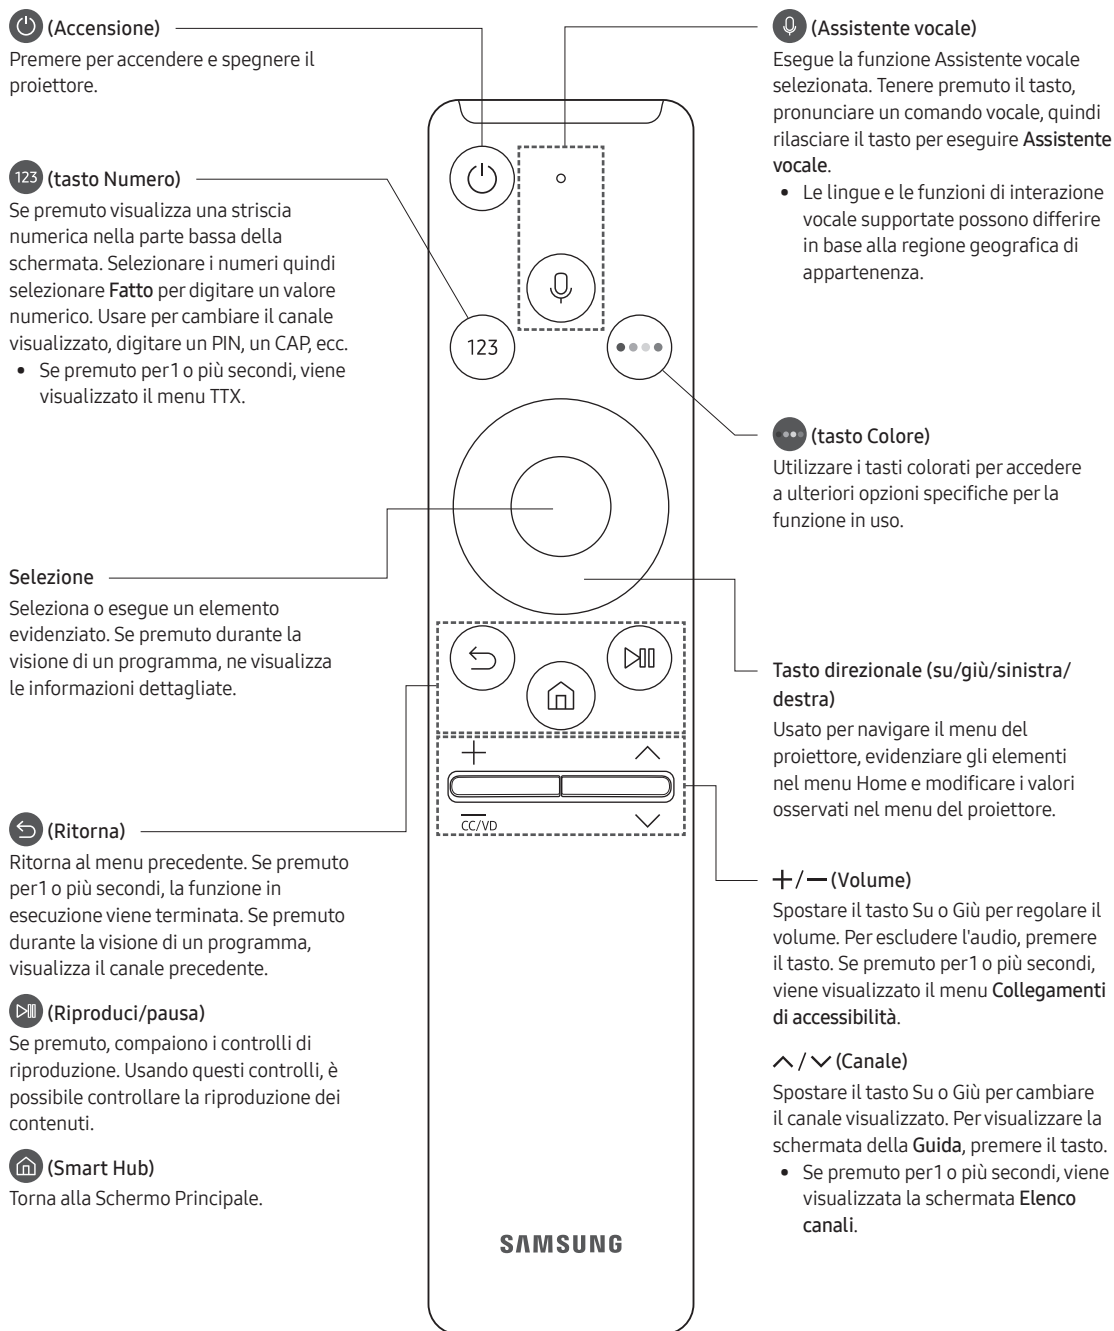 (Accensione)
Premere per accendere e spegnere il
proiettore.
123 (tasto Numero)
Se premuto visualizza una striscia
numerica nella parte bassa della
schermata. Selezionare i numeri quindi
selezionare Fatto per digitare un valore
numerico. Usare per cambiare il canale
visualizzato, digitare un PIN, un CAP, ecc.
• Se premuto per 1 o più secondi, viene
visualizzato il menu TTX.
Selezione
Seleziona o esegue un elemento
evidenziato. Se premuto durante la
visione di un programma, ne visualizza
le informazioni dettagliate.
(Ritorna)
Ritorna al menu precedente. Se premuto
per 1 o più secondi, la funzione in
esecuzione viene terminata. Se premuto
durante la visione di un programma,
visualizza il canale precedente.
(Riproduci/pausa)
Se premuto, compaiono i controlli di
riproduzione. Usando questi controlli, è
possibile controllare la riproduzione dei
contenuti.
(Smart Hub)
Torna alla Schermo Principale.
123
CC/VD
SAMSUNG
(Assistente vocale)
Esegue la funzione Assistente vocale
selezionata. Tenere premuto il tasto,
pronunciare un comando vocale, quindi
rilasciare il tasto per eseguire Assistente
vocale.
• Le lingue e le funzioni di interazione
vocale supportate possono differire
in base alla regione geografica di
appartenenza.
(tasto Colore)
Utilizzare i tasti colorati per accedere
a ulteriori opzioni specifiche per la
funzione in uso.
Tasto direzionale (su/giù/sinistra/
destra)
Usato per navigare il menu del
proiettore, evidenziare gli elementi
nel menu Home e modificare i valori
osservati nel menu del proiettore.
+/— (Volume)
Spostare il tasto Su o Giù per regolare il
volume. Per escludere l'audio, premere
il tasto. Se premuto per 1 o più secondi,
viene visualizzato il menu Collegamenti
di accessibilità.
/ (Canale)
Spostare il tasto Su o Giù per cambiare
il canale visualizzato. Per visualizzare la
schermata della Guida, premere il tasto.
• Se premuto per 1 o più secondi, viene
visualizzata la schermata Elenco
canali.